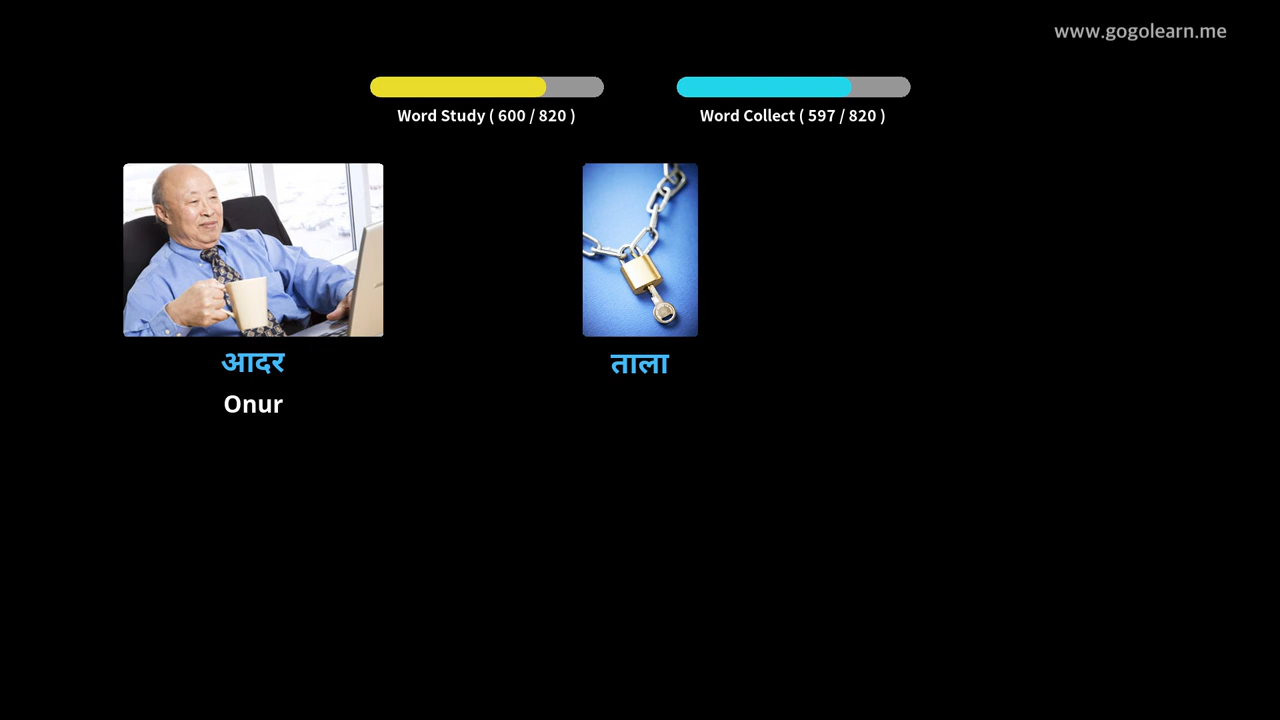 www.gogolearn.me
Word Study ( 600 / 820 )
Word Collect ( 597 / 820 )
आदर
ताला
Onur